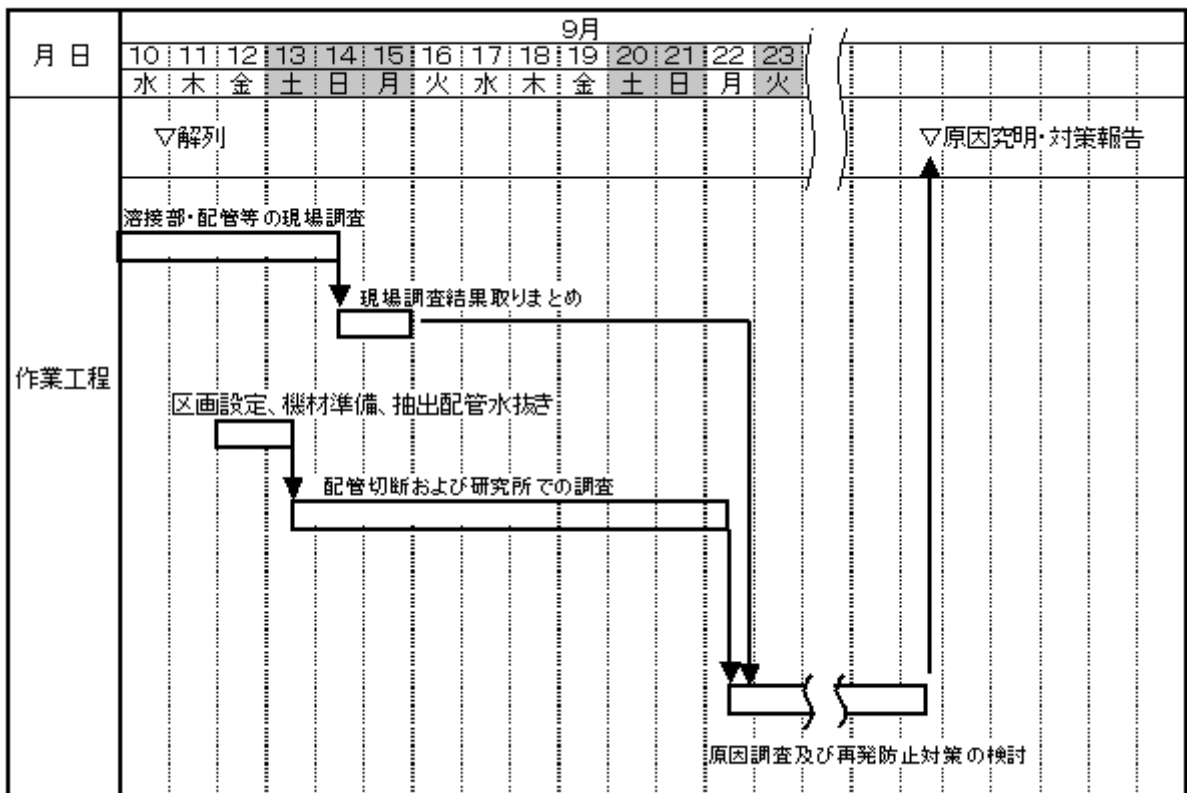 9月
月 日
10 11 12 13 14 15 16 17 18 19 20 21 22 23
水 木 金 土 日 月 火 水 木 金 土 日 月 火
▽解列 ▽原因究明・対策報告
溶接部・配管等の現場調査
現場調査結果取りまとめ
作業工程
区画設定、機材準備、抽出配管水抜き
配管切断および研究所での調査
原因調査及び再発防止対策の検討